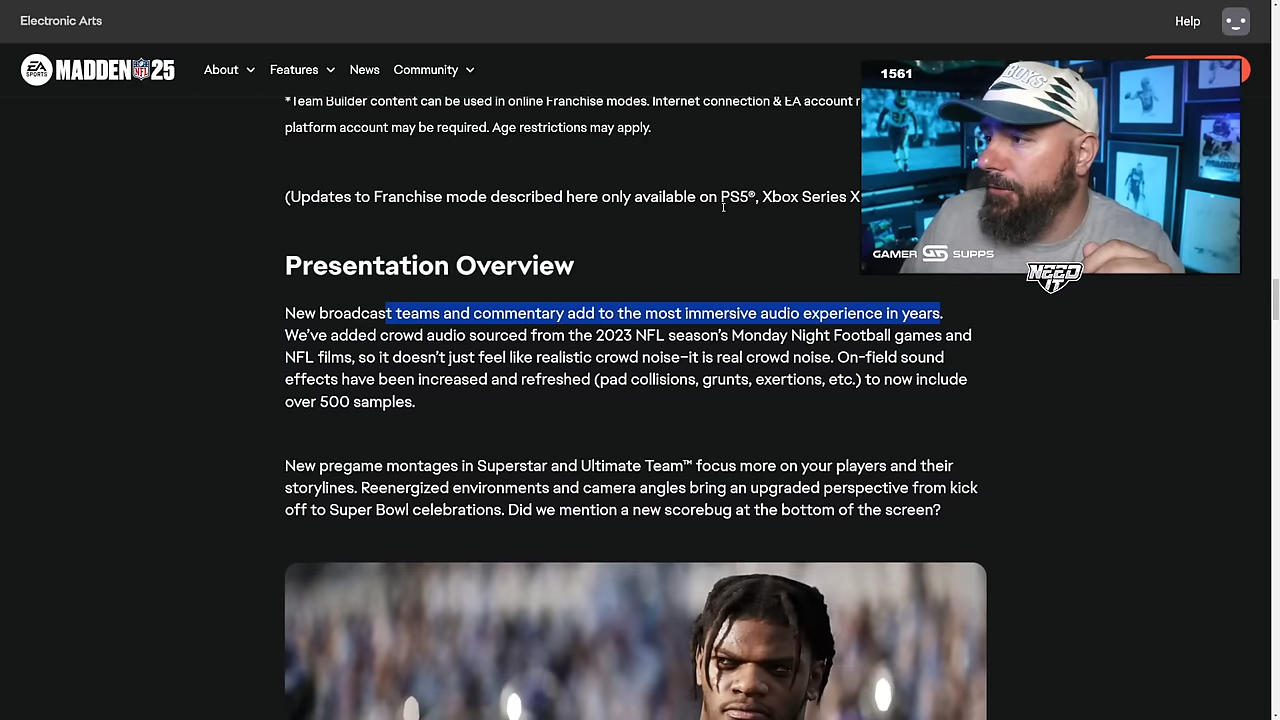 Electronic Arts
Help
EA SPORTS MADDEN NFL 25
About
Features
News
Community
1561
*Team Builder content can be used in online Franchise modes. Internet connection & EA account
platform account may be required. Age restrictions may apply.
(Updates to Franchise mode described here only available on PS5®, Xbox Series X
GAMER GS SUPPS
NEED IT
Presentation Overview
New broadcast teams and commentary add to the most immersive audio experience in years.
We’ve added crowd audio sourced from the 2023 NFL season’s Monday Night Football games and
NFL films, so it doesn’t just feel like realistic crowd noise–it is real crowd noise. On-field sound
effects have been increased and refreshed (pad collisions, grunts, exertions, etc.) to now include
over 500 samples.
New pregame montages in Superstar and Ultimate Team™ focus more on your players and their
storylines. Reenergized environments and camera angles bring an upgraded perspective from kick
off to Super Bowl celebrations. Did we mention a new scorebug at the bottom of the screen?